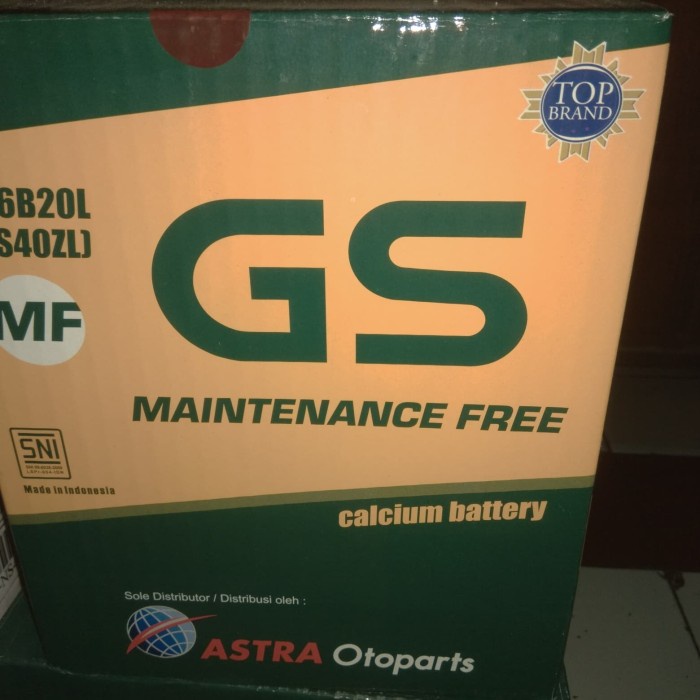 TOP
BRAND
6B20L
S40ZL)
MF
GS
MAINTENANCE FREE
SNI
Made in Indonesia
calcium battery
Sole Distributor / Distribusi oleh :
ASTRA Otoparts